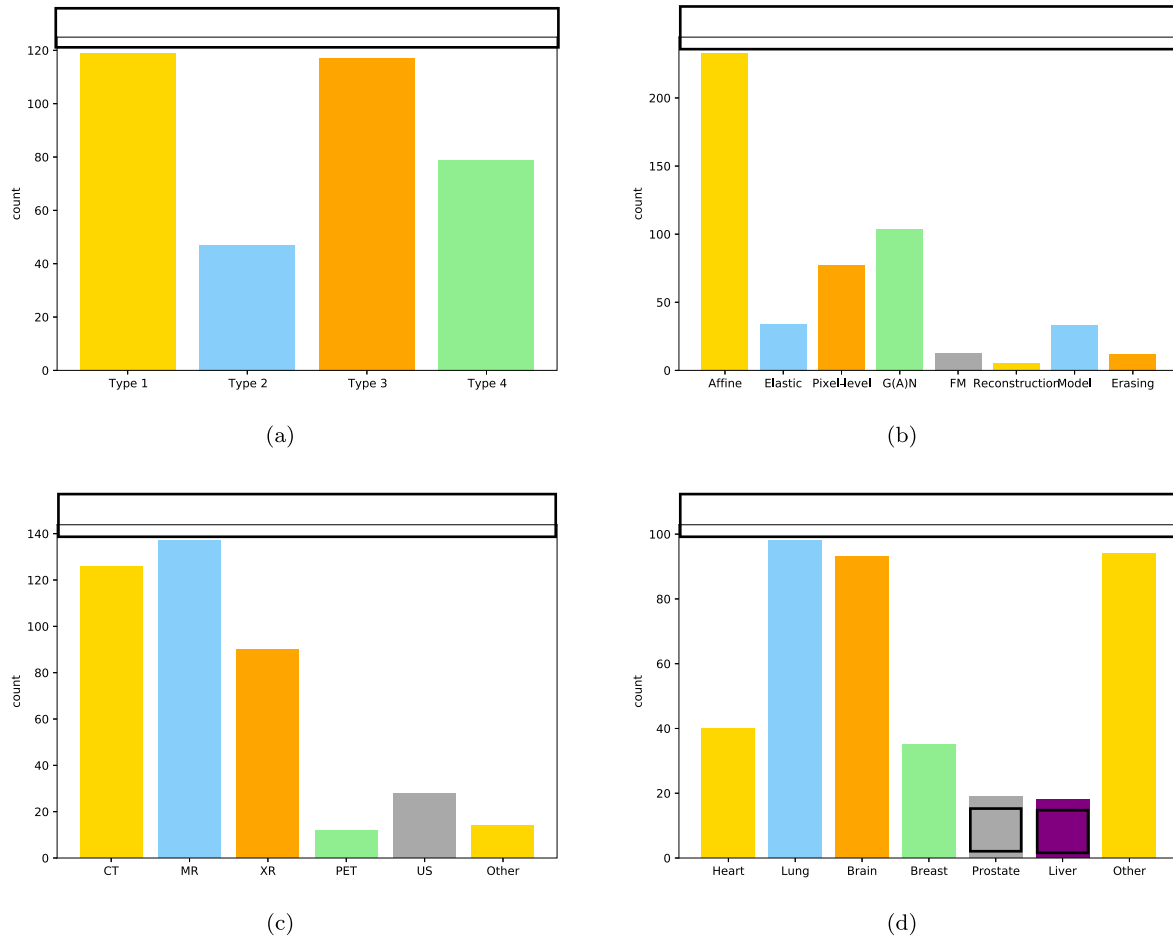 120
100
80
60
40
20
0
count
Type 1 Type 2 Type 3 Type 4
(a)
200
150
100
50
0
count
Affine Elastic Pixel-level G(A)N FM Reconstruction Model Erasing
(b)
140
120
100
80
60
40
20
0
count
CT MR XR PET US Other
(c)
100
80
60
40
20
0
count
Heart Lung Brain Breast Prostate Liver Other
(d)